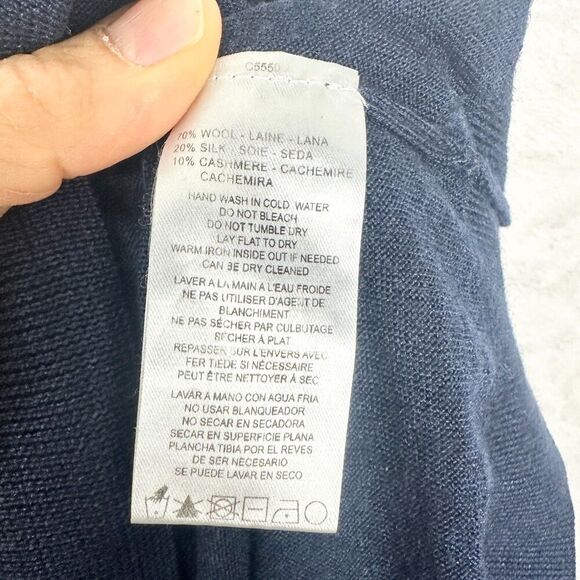 C5550
70% WOOL - LAINE - LANA
20% SILK - SOIE - SEDA
10% CASHMERE - CACHEMIRE
CACHEMIRA
HAND WASH IN COLD WATER
DO NOT BLEACH
DO NOT TUMBLE DRY
LAY FLAT TO DRY
WARM IRON INSIDE OUT IF NEEDED
CAN BE DRY CLEANED
LAVER A LA MAIN A L'EAU FROIDE
NE PAS UTILISER D'AGENT DE
BLANCHIMENT
NE PAS SÉCHER PAR CULBUTAGE
SÉCHER À PLAT
REPASSER SUR L'ENVERS AVEC
FER TIÈDE SI NÉCESSAIRE
PEUT ÊTRE NETTOYER À SEC
LAVÁR A MANO CON AGUA FRIA
NO USAR BLANQUEADOR
NO SECAR EN SECADORA
SECAR EN SUPERFICIE PLANA
PLANCHA TIBIA POR EL REVES
DE SER NECESARIO
SE PUEDE LAVAR EN SECO